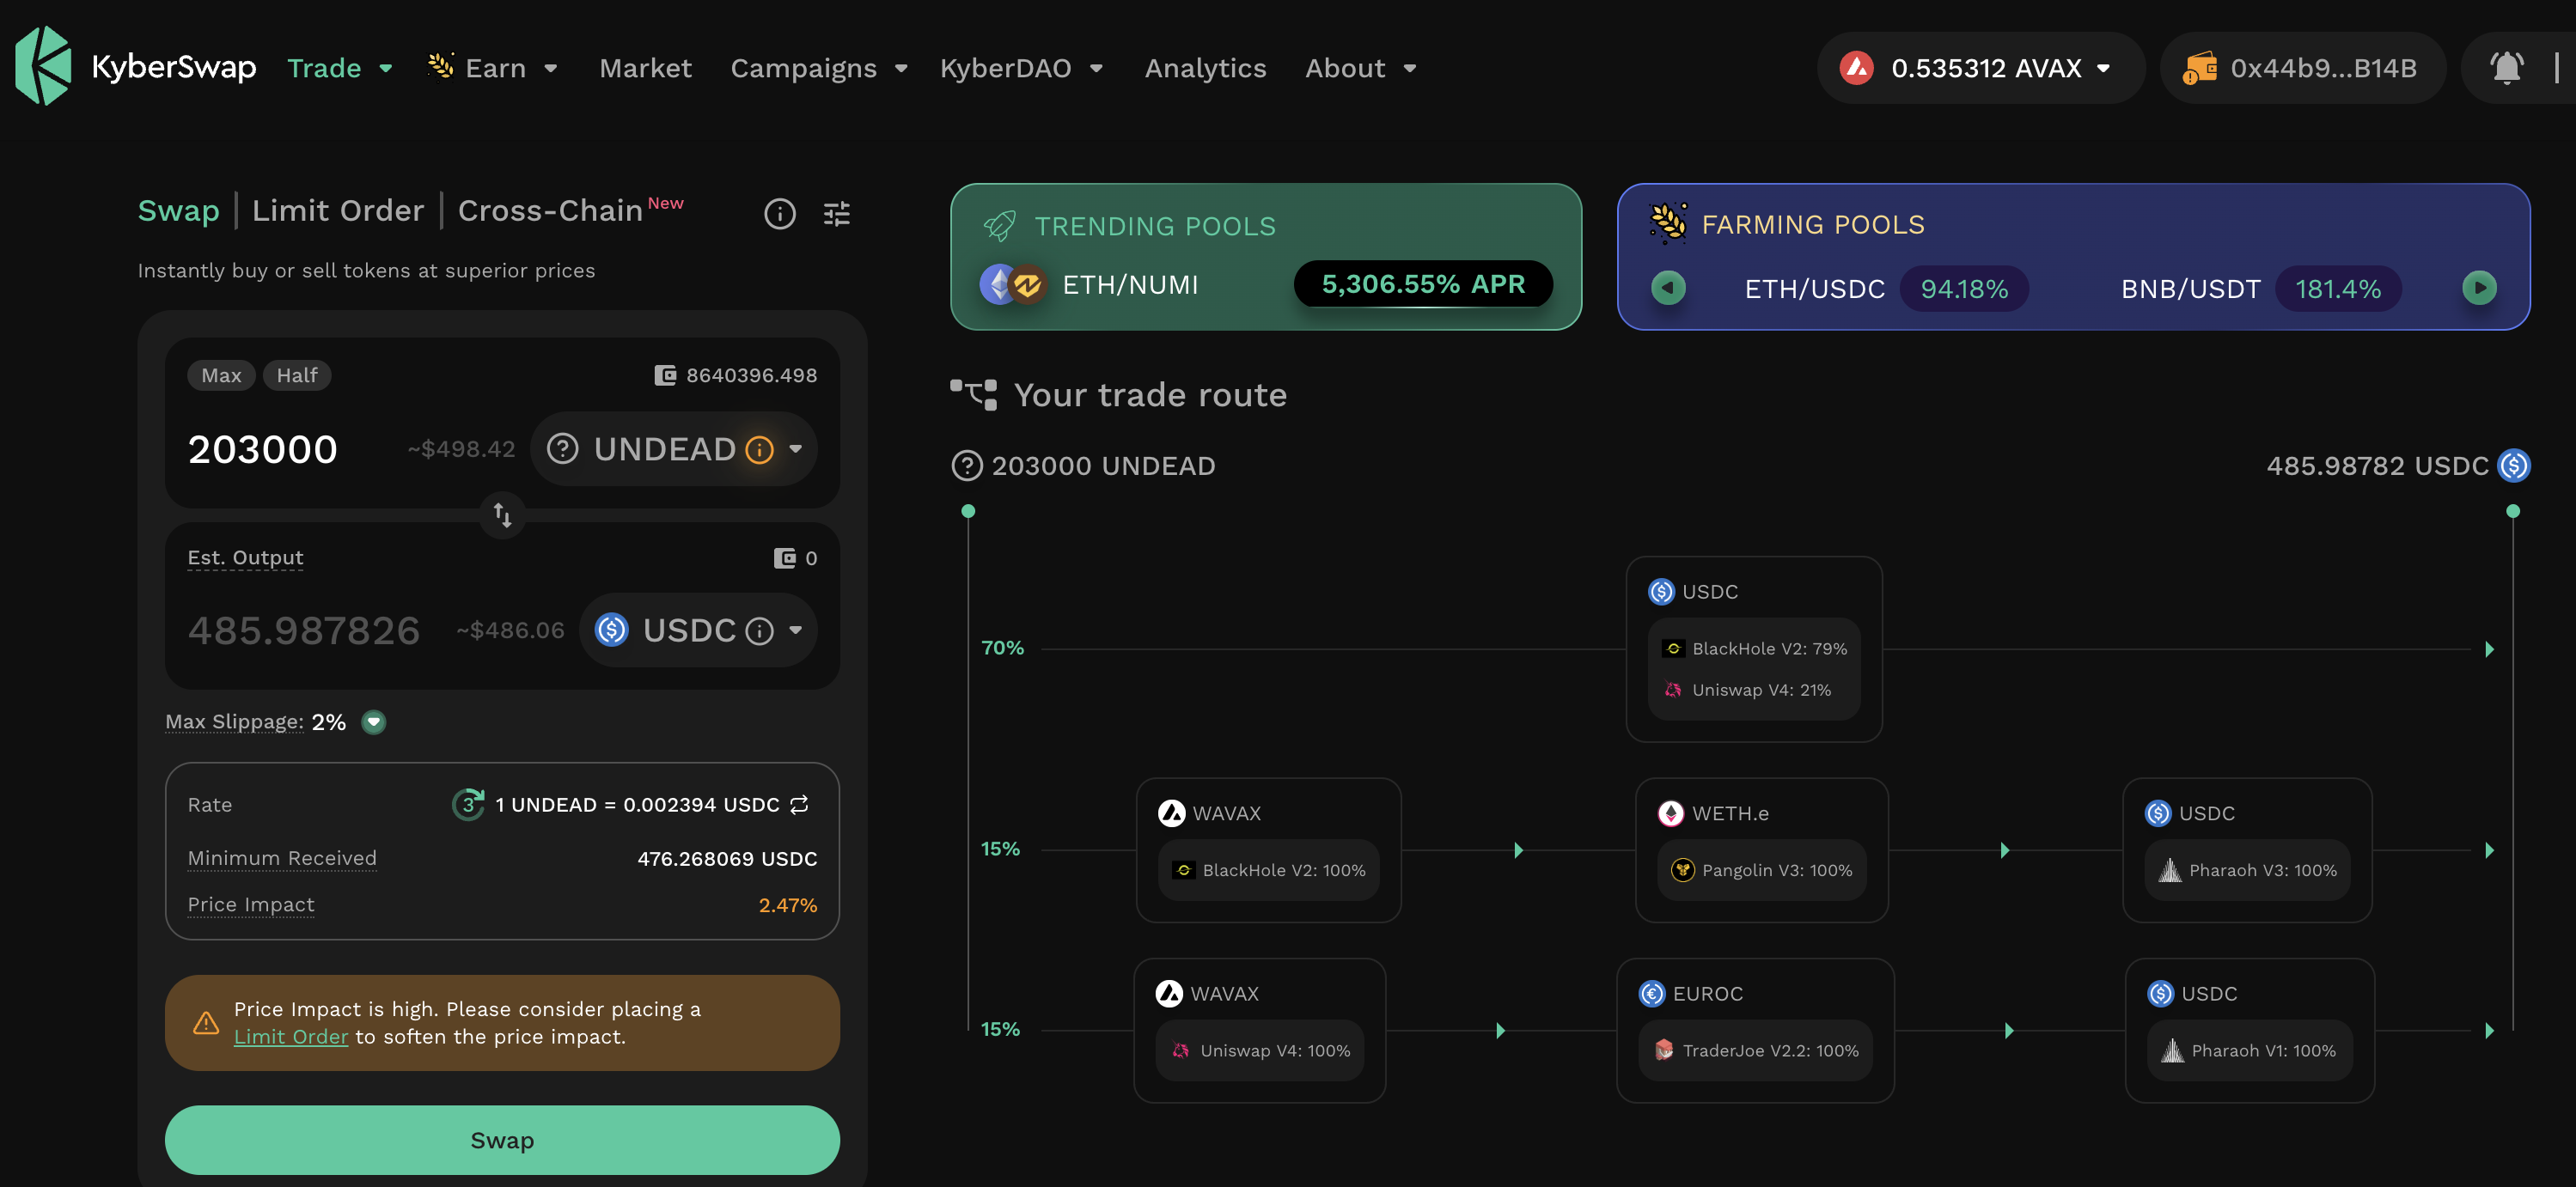 KyberSwap Trade Earn Market Campaigns KyberDAO Analytics About 0.535312 AVAX 0x44b9...B14B
Swap | Limit Order | Cross-Chain New
Instantly buy or sell tokens at superior prices
Max Half 8640396.498
203000 ~$498.42 UNDEAD
Est. Output 0
485.987826 ~$486.06 USDC
Max Slippage: 2%
Rate 3 1 UNDEAD = 0.002394 USDC
Minimum Received 476.268069 USDC
Price Impact 2.47%
Price Impact is high. Please consider placing a
Limit Order to soften the price impact.
Swap
TRENDING POOLS
ETH/NUMI 5,306.55% APR
FARMING POOLS
ETH/USDC 94.18% BNB/USDT 181.4%
Your trade route
203000 UNDEAD 485.98782 USDC
70%
USDC
BlackHole V2: 79%
Uniswap V4: 21%
15%
WAVAX
BlackHole V2: 100%
WETH.e
Pangolin V3: 100%
USDC
Pharaoh V3: 100%
15%
WAVAX
Uniswap V4: 100%
EUROC
TraderJoe V2.2: 100%
USDC
Pharaoh V1: 100%